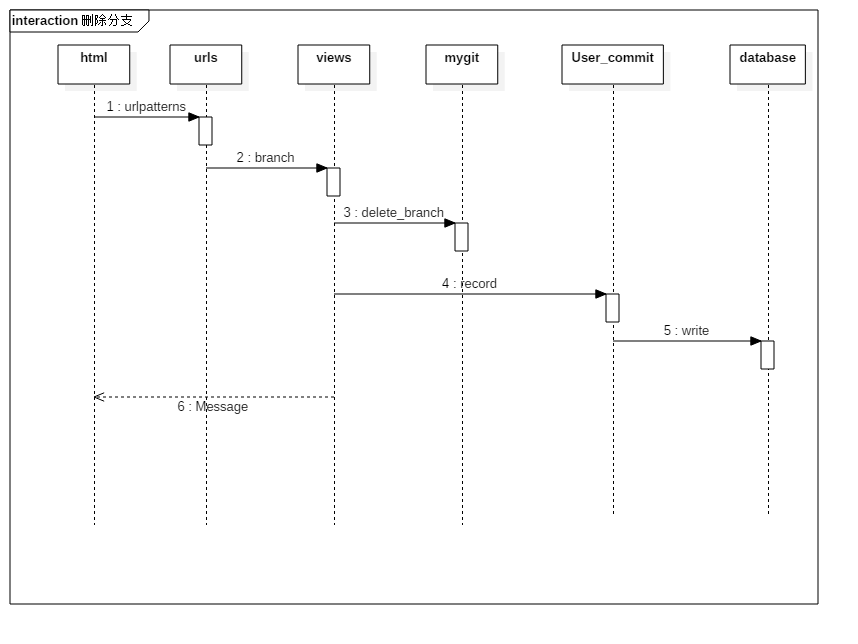 interaction 刪除分支
html
urls
views
mygit
User_commit
database
1 : urlpatterns
2 : branch
3 : delete_branch
4 : record
5 : write
6 : Message